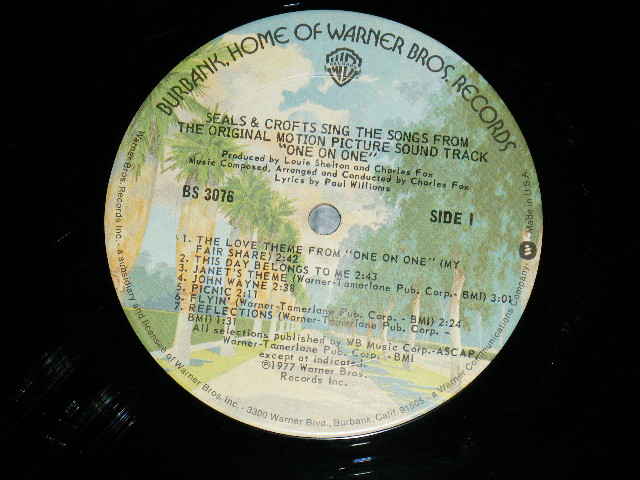 BURBANK, HOME OF WARNER BROS. RECORDS
SEALS & CROFTS SING THE SONGS FROM
THE ORIGINAL MOTION PICTURE SOUND TRACK
"ONE ON ONE"
Produced by Louie Shelton and Charles Fox
Music Composed, Arranged and Conducted by Charles Fox
Lyrics by Paul Williams
BS 3076
SIDE 1
1. THE LOVE THEME FROM "ONE ON ONE" (MY
FAIR SHARE) 2:42
2. THIS DAY BELONGS TO ME 2:43
3. JANET'S THEME (Warner-Tamerlane Pub. Corp.- BMI) 3:01
4. JOHN WAYNE 2:38
5. PICNIC 2:11
6. FLYIN' (Warner-Tamerlane Pub. Corp. - BMI) 2:24
7. REFLECTIONS (Warner-Tamerlane Pub. Corp.-
BMI) 1:31
All selections published by WB Music Corp.-ASCAP
Warner-Tamerlane Pub. Corp. - BMI
except as indicated.
℗1977 Warner Bros.
Records Inc.
Warner Bros. Records Inc. - a subsidiary and licensee of Warner Bros. Inc. - 3300 Warner Blvd., Burbank, Calif. 91505 - a Warner Communications Company - Made in U.S.A.